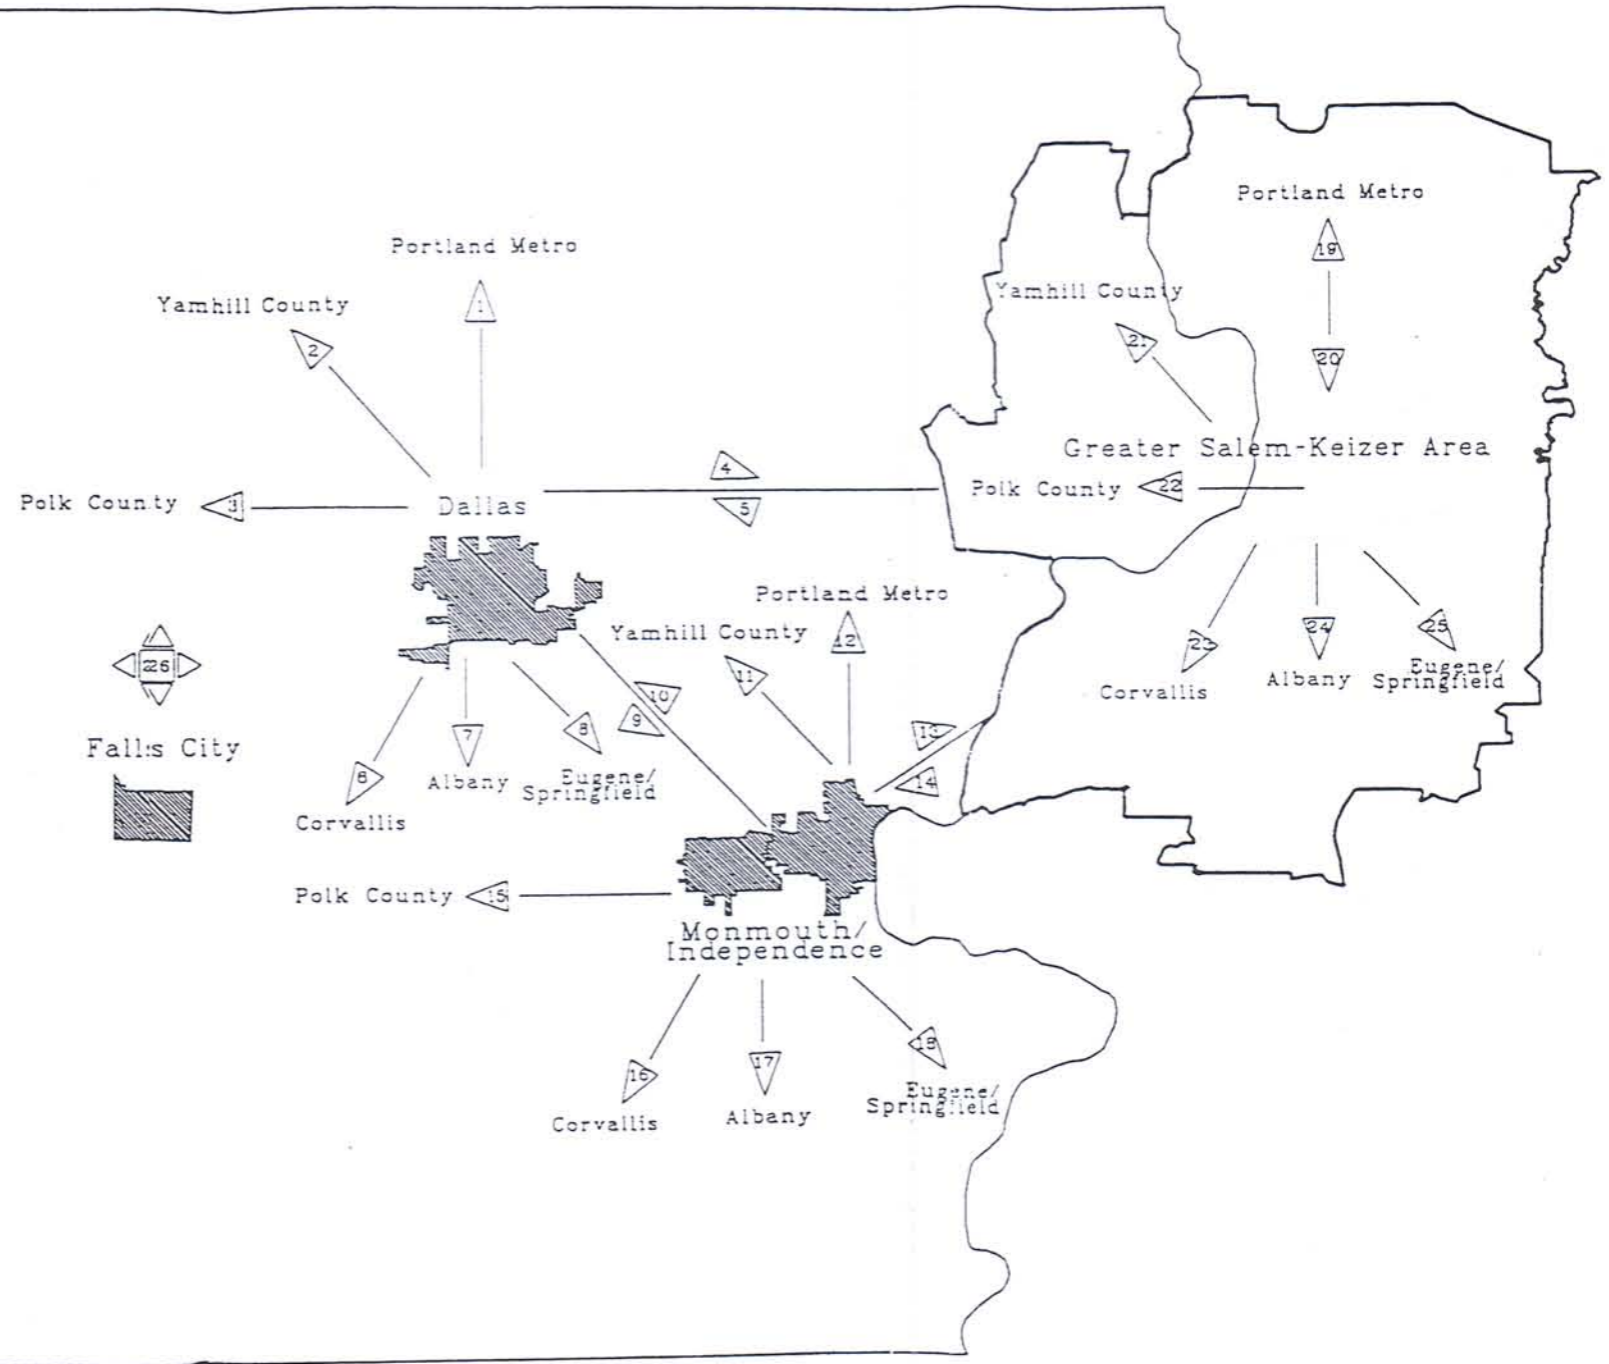 Portland Metro
19
Portland Metro
1
Yamhill County
2
Yamhill County
21
20
Greater Salem-Keizer Area
Polk County
22
4
5
Polk County
3
Dallas
Portland Metro
12
Yamhill County
11
226
Falls City
10
9
13
14
23
24
25
Corvallis
Albany
Eugene/
Springfield
6
7
8
Corvallis
Albany
Eugene/
Springfield
Polk County
15
Monmouth/
Independence
16
17
18
Corvallis
Albany
Eugene/
Springfield